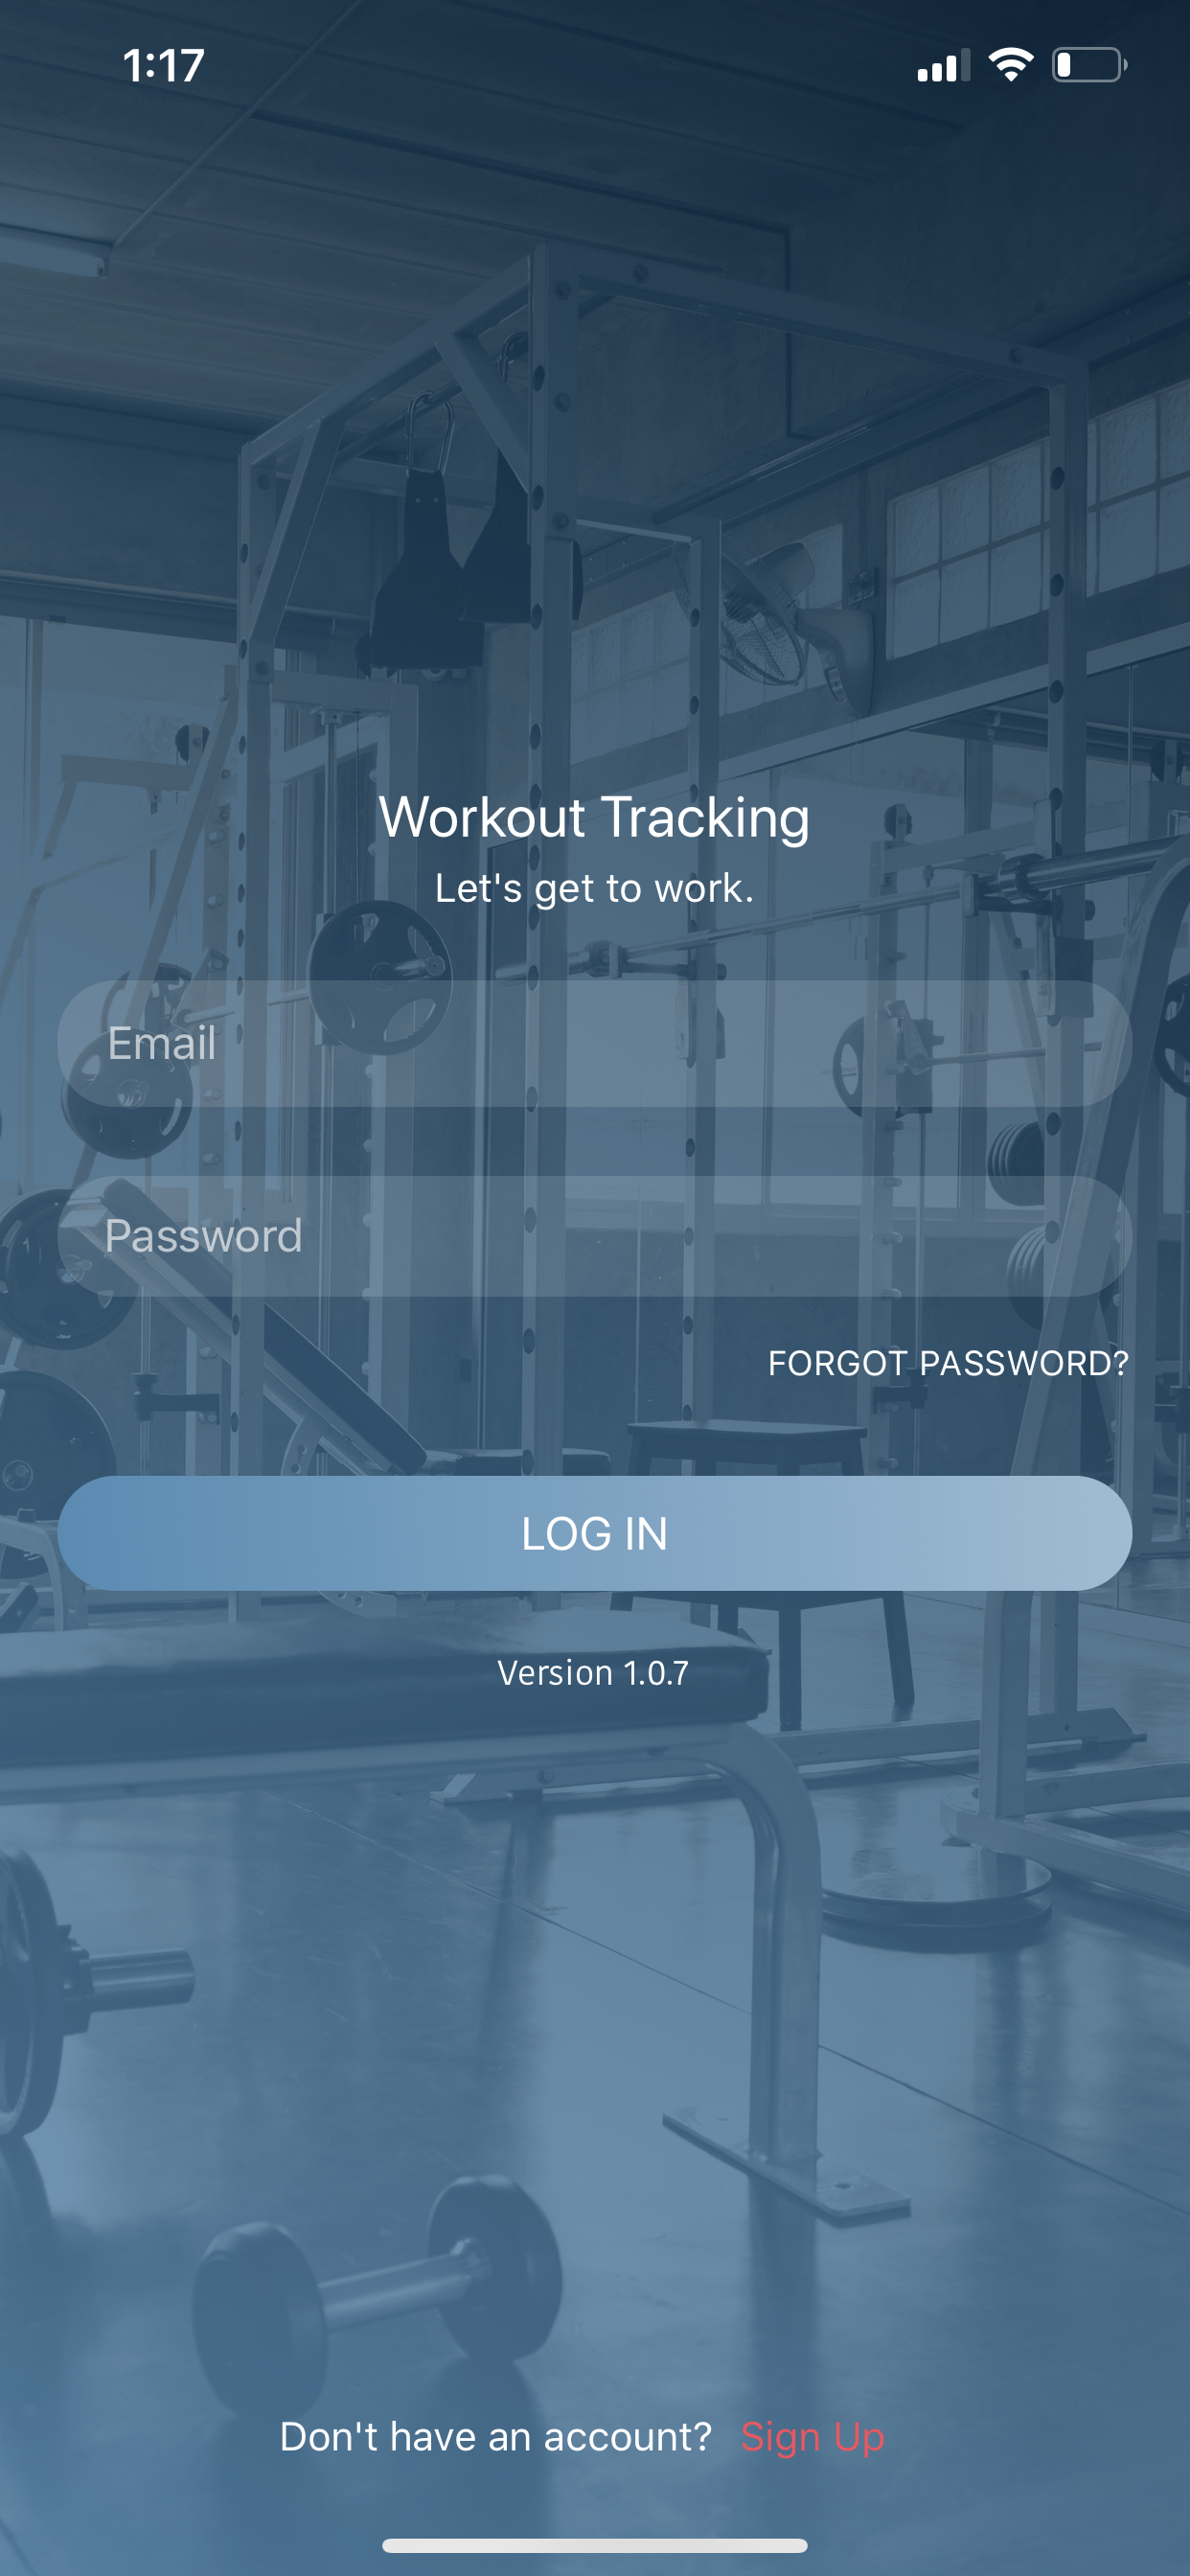 1:17
Workout Tracking
Let's get to work.
Email
Password
FORGOT PASSWORD?
LOG IN
Version 1.0.7
Don't have an account? Sign Up